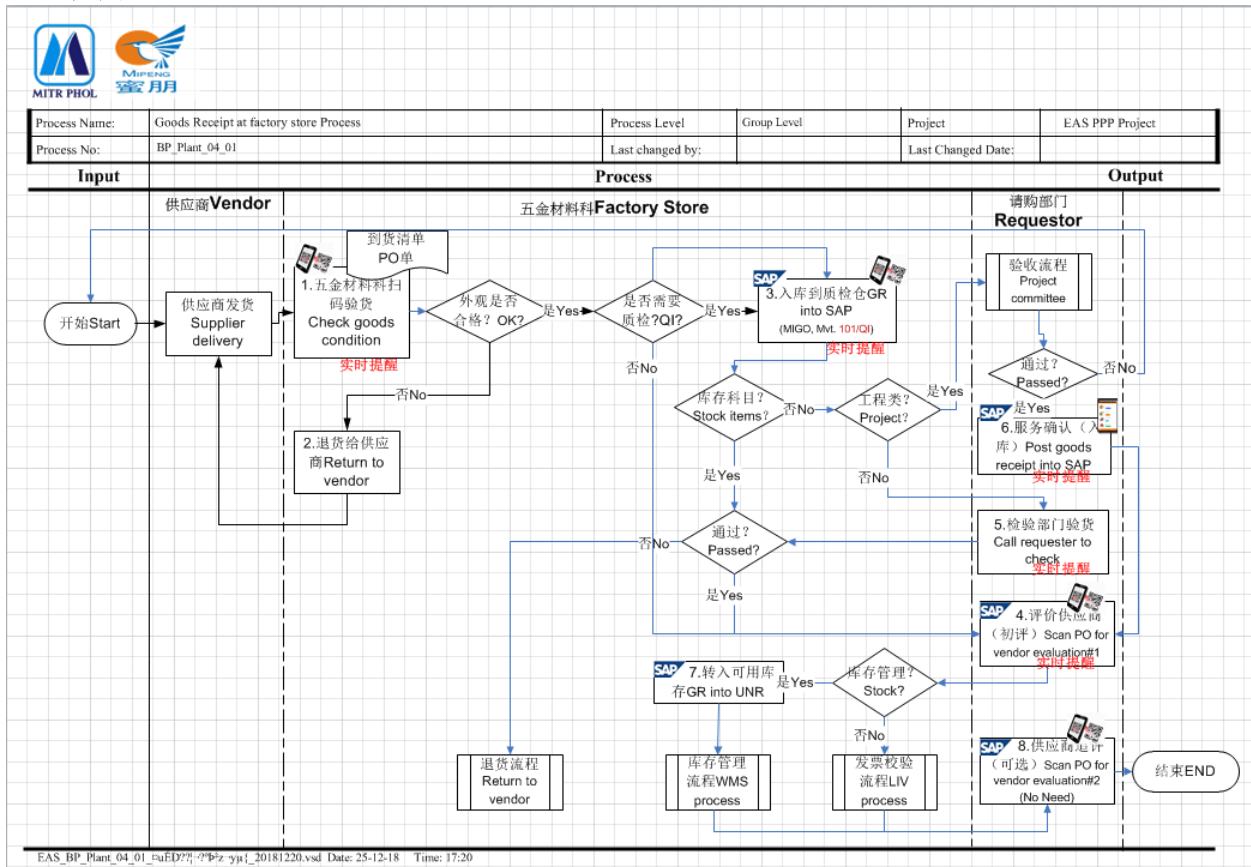 MITR PHOL
MIPENG
蜜朋
Process Name:
Goods Receipt at factory store Process
Process Level
Group Level
Project
EAS PPP Project
Process No:
BP_Plant_04_01
Last changed by:
Last Changed Date:
Input
Process
Output
供应商Vendor
五金材料科Factory Store
请购部门
Requestor
开始Start
供应商发货
Supplier
delivery
到货清单
PO单
1.五金材料科扫
码验货
Check goods
condition
实时提醒
外观是否
合格? OK?
是Yes
否No
2.退货给供应
商Return to
vendor
是否需要
质检?QI?
是Yes
否No
SAP
3.入库到质检仓GR
into SAP
(MIGO, Mvt. 101/QI)
实时提醒
库存科目?
Stock items?
否No
是Yes
工程类?
Project?
是Yes
否No
验收流程
Project
committee
通过?
Passed?
否No
是Yes
SAP
6.服务确认（入
库）Post goods
receipt into SAP
实时提醒
5.检验部门验货
Call requester to
check
实时提醒
通过?
Passed?
否No
是Yes
SAP
4.评价供应商
（初评）Scan PO for
vendor evaluation#1
实时提醒
库存管理?
Stock?
是Yes
否No
SAP
7.转入可用库
存GR into UNR
退货流程
Return to
vendor
库存管理
流程WMS
process
发票校验
流程LIV
process
SAP
8.供应商追评
（可选）Scan PO for
vendor evaluation#2
(No Need)
结束END
_20181220.vsd Date: 25-12-18 Time: 17:20